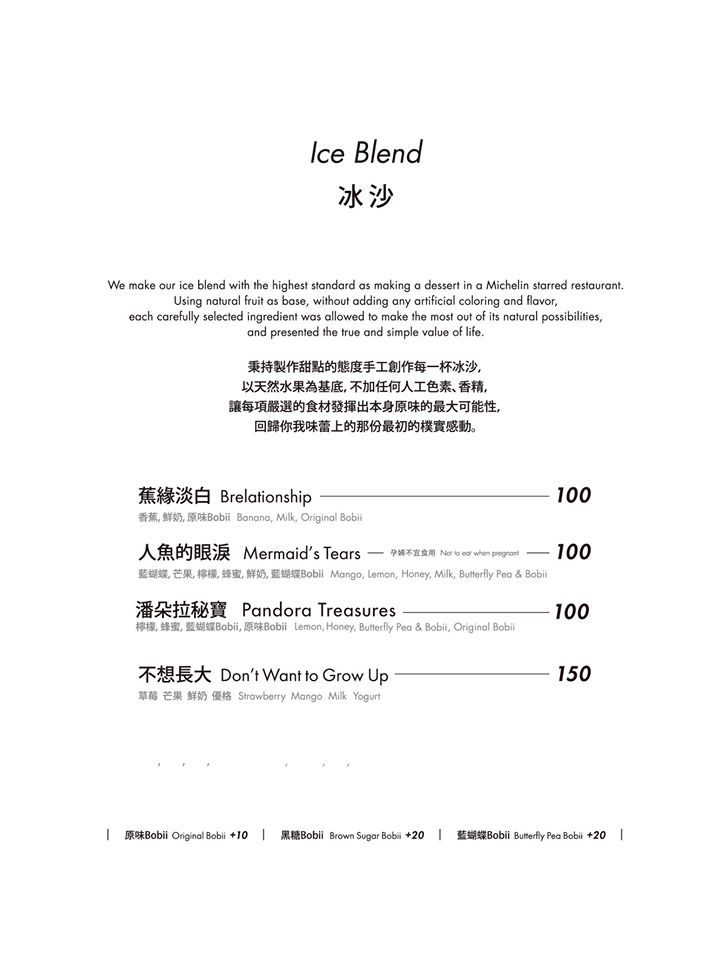 Ice Blend
冰沙
We make our ice blend with the highest standard as making a dessert in a Michelin starred restaurant.
Using natural fruit as base, without adding any artificial coloring and flavor,
each carefully selected ingredient was allowed to make the most out of its natural possibilities,
and presented the true and simple value of life.
秉持製作甜點的態度手工創作每一杯冰沙,
以天然水果為基底, 不加任何人工色素、香精,
讓每項嚴選的食材發揮出本身原味的最大可能性,
回歸你我味蕾上的那份最初的樸實感動。
蕉緣淡白 Brelationship 100
香蕉, 鮮奶, 原味Bobii Banana, Milk, Original Bobii
人魚的眼淚 Mermaid's Tears 孕婦不宜食用 Not to eat when pregnant 100
藍蝴蝶, 芒果, 檸檬, 蜂蜜, 鮮奶, 藍蝴蝶Bobii Mango, Lemon, Honey, Milk, Butterfly Pea & Bobii
潘朵拉秘寶 Pandora Treasures 100
檸檬, 蜂蜜, 藍蝴蝶Bobii, 原味Bobii Lemon, Honey, Butterfly Pea & Bobii, Original Bobii
不想長大 Don't Want to Grow Up 150
草莓 芒果 鮮奶 優格 Strawberry Mango Milk Yogurt
, , , , , ,
| 原味Bobii Original Bobii +10 | 黑糖Bobii Brown Sugar Bobii +20 | 藍蝴蝶Bobii Butterfly Pea Bobii +20 |